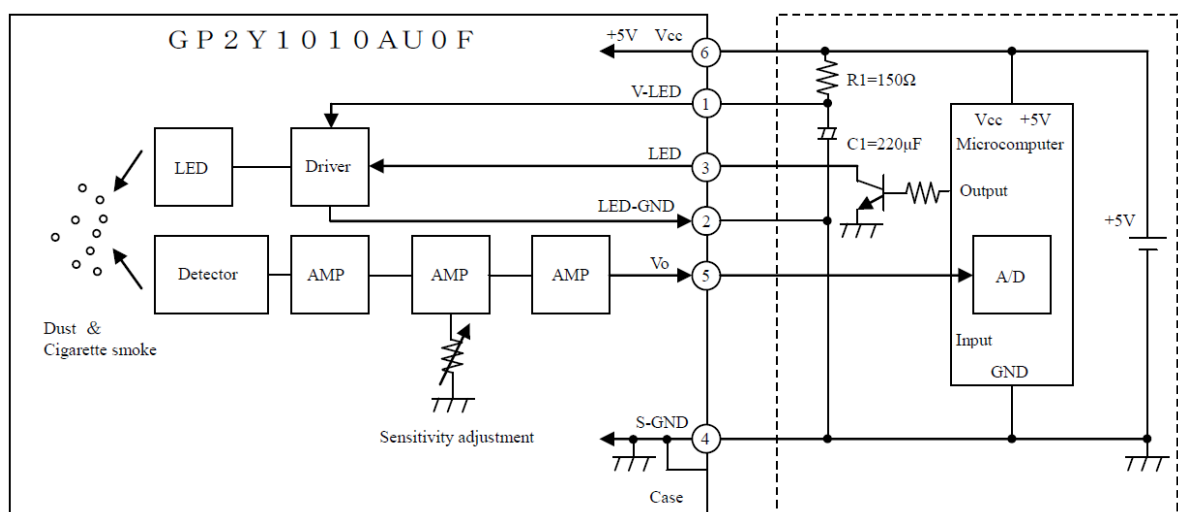 GP2Y1010AU0F
+5V Vcc
6
R1=150Ω
V-LED
1
Vcc +5V
Microcomputer
C1=220μF
LED
Driver
LED
3
Output
LED-GND
2
+5V
Detector
AMP
AMP
AMP
Vo
5
A/D
Dust &
Cigarette smoke
Input
GND
Sensitivity adjustment
S-GND
4
Case